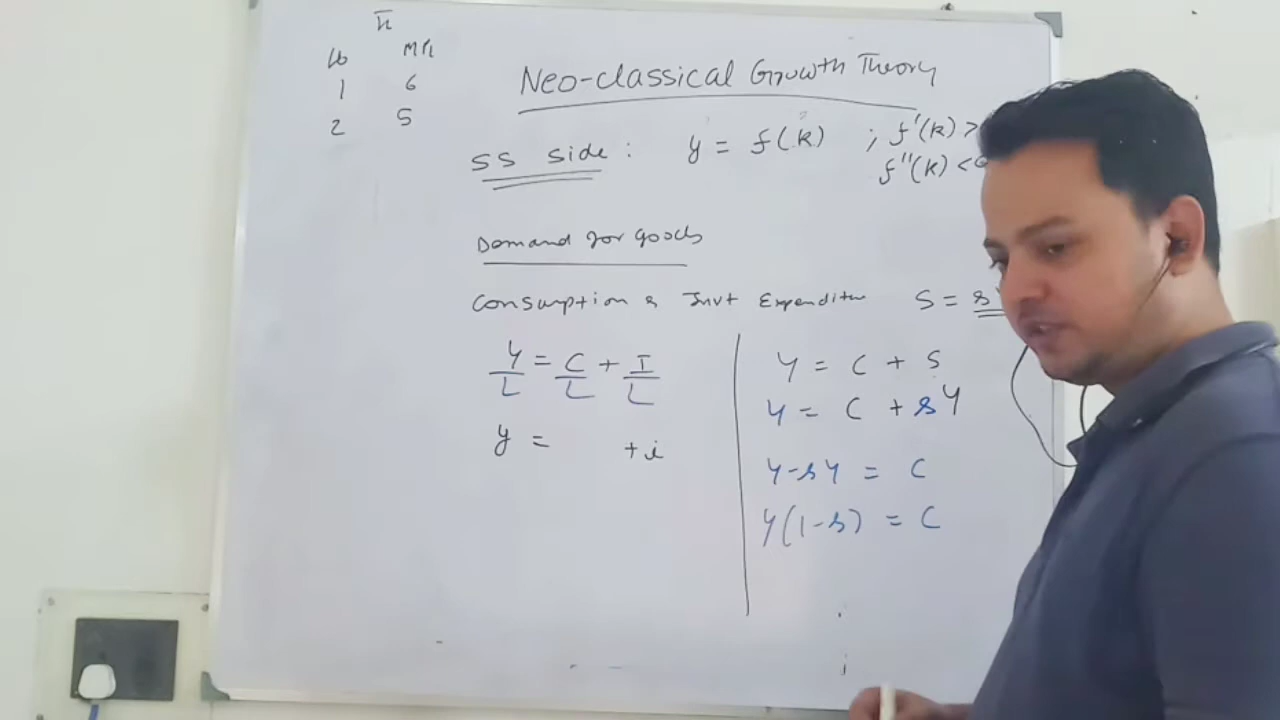 k̄
Lb MPL
1 6
2 5
Neo-classical Growth Theory
SS side : y = f(k) ; f'(k) >
f''(k) <0
Demand for goods
Consumption & Invt Expenditure S = s
Y/L = C/L + I/L
y = + i
Y = C + S
Y = C + sY
Y-sY = C
Y(1-s) = C